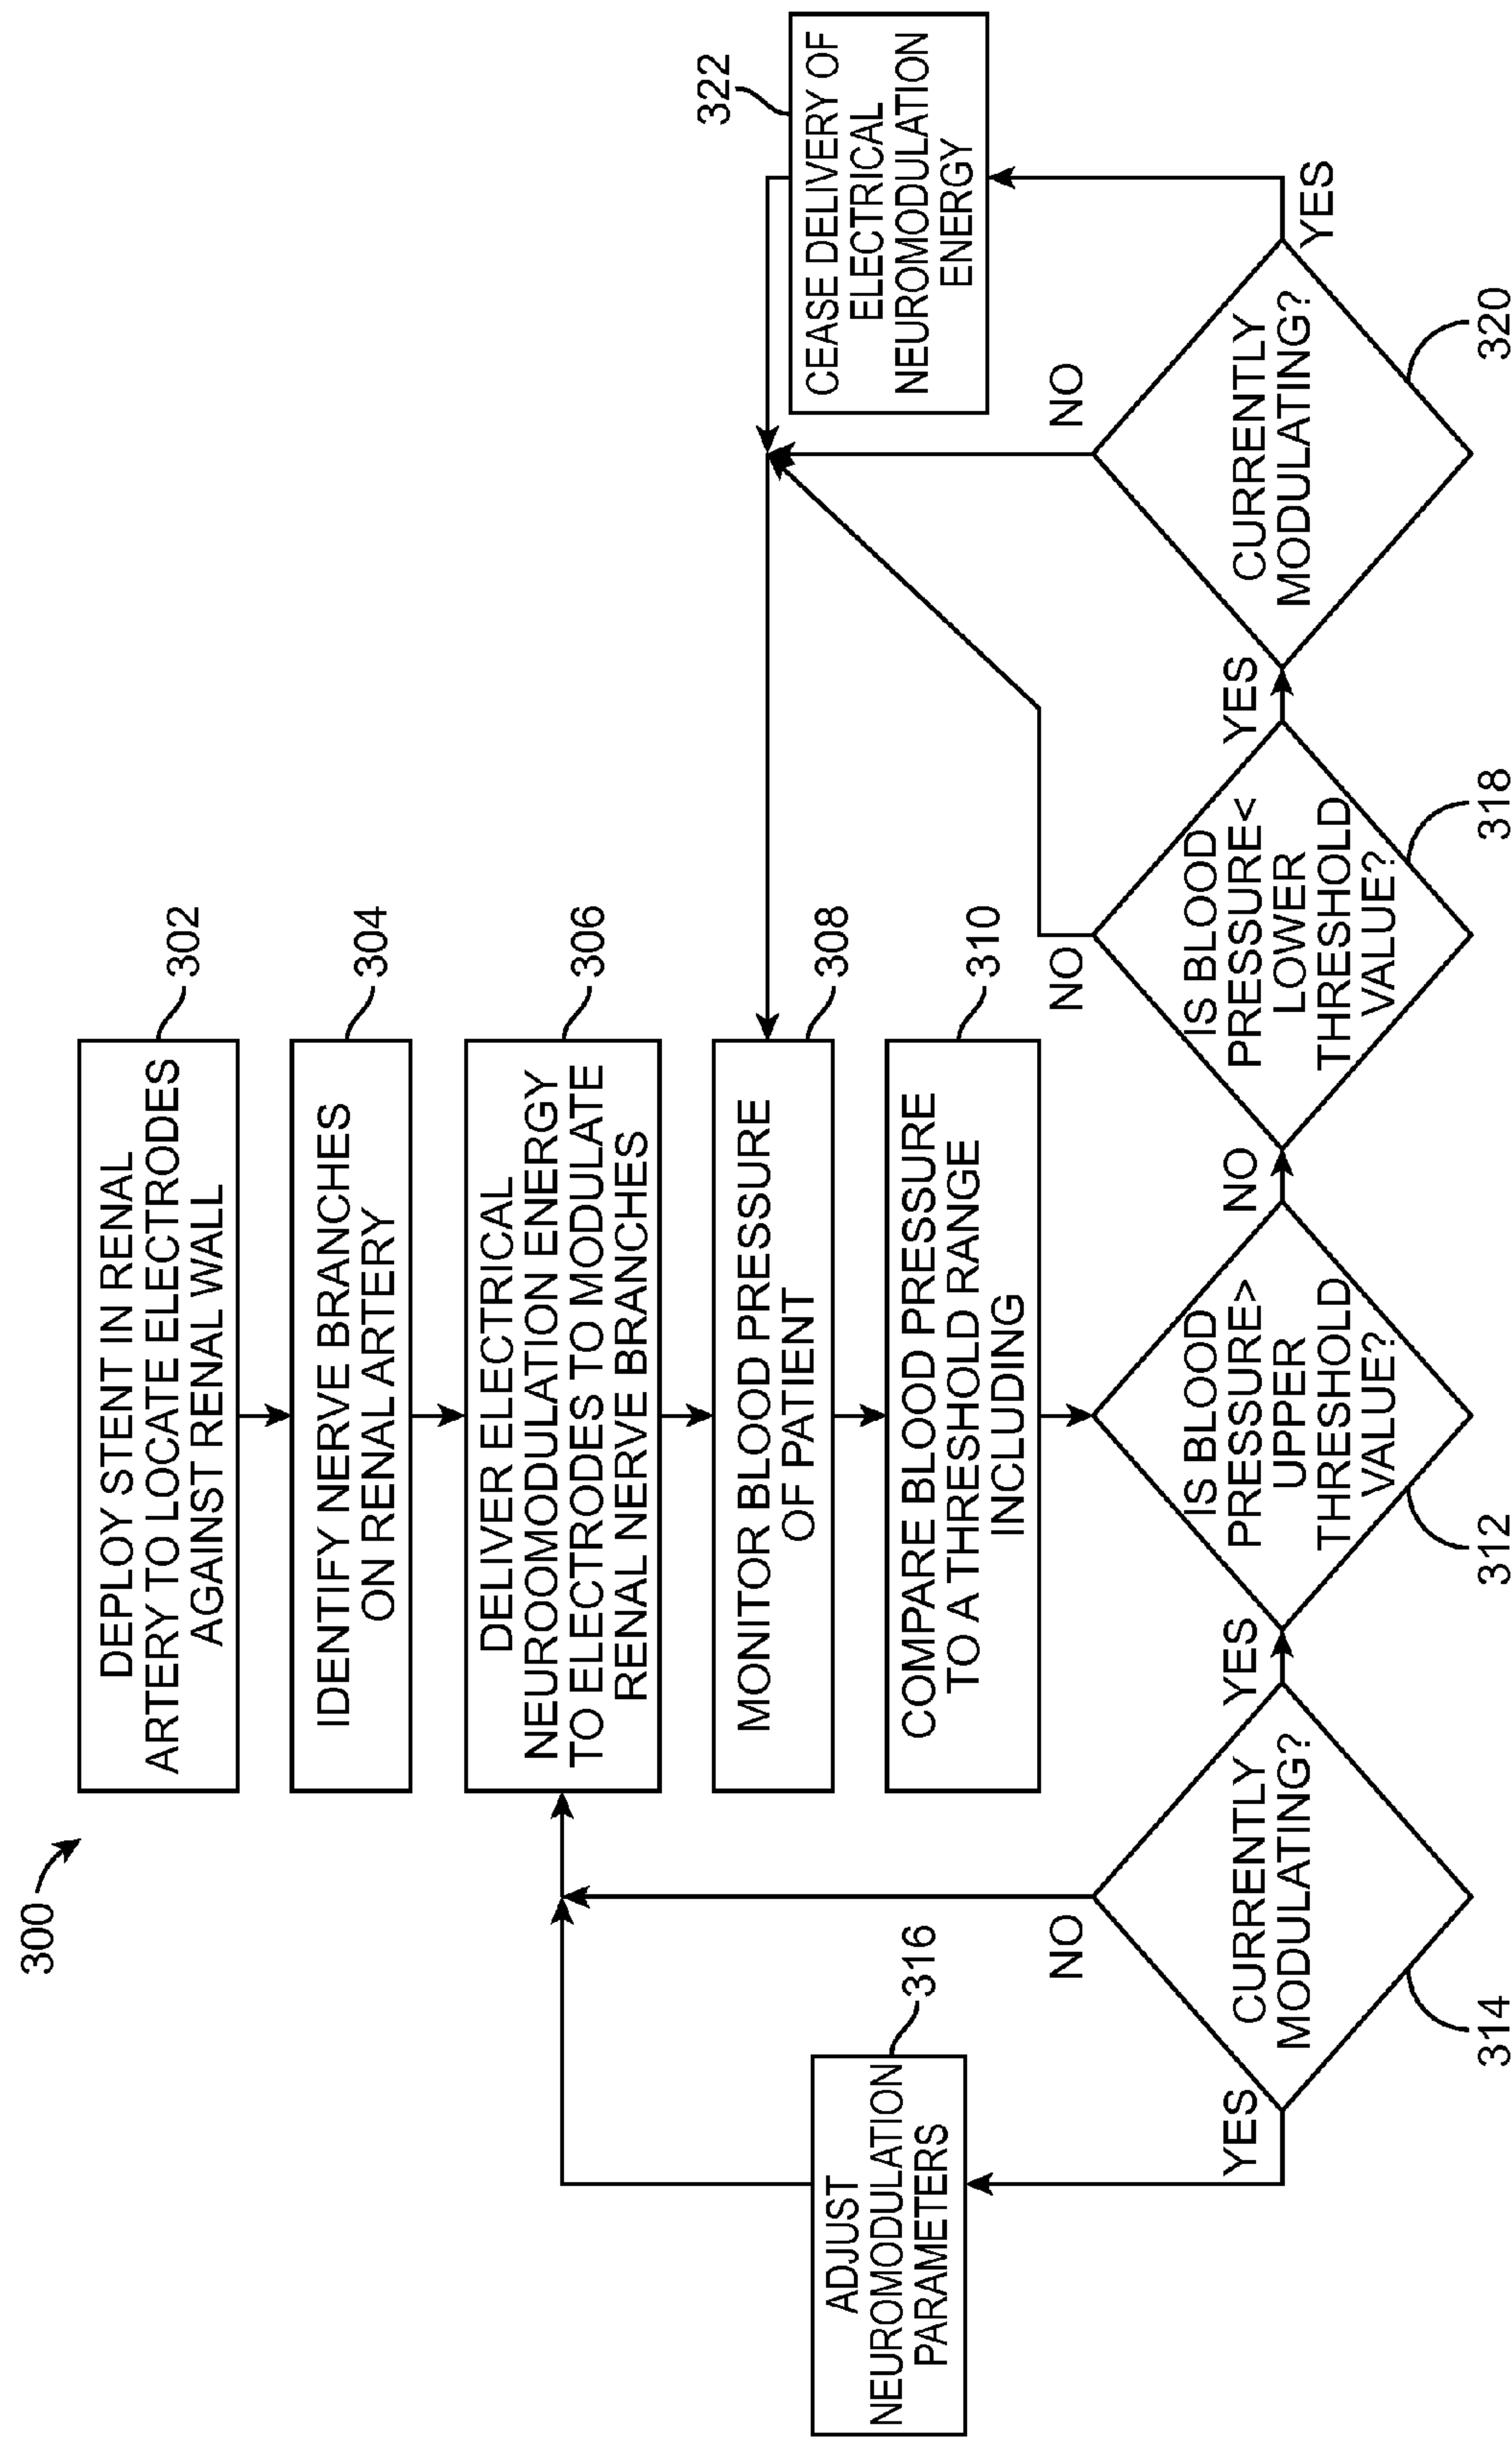 300
DEPLOY STENT IN RENAL
ARTERY TO LOCATE ELECTRODES
AGAINST RENAL WALL
302
IDENTIFY NERVE BRANCHES
ON RENAL ARTERY
304
DELIVER ELECTRICAL
NEUROMODULATION ENERGY
TO ELECTRODES TO MODULATE
RENAL NERVE BRANCHES
306
MONITOR BLOOD PRESSURE
OF PATIENT
308
COMPARE BLOOD PRESSURE
TO A THRESHOLD RANGE
INCLUDING
310
IS BLOOD
PRESSURE>
UPPER
THRESHOLD
VALUE?
312
YES
NO
CURRENTLY
MODULATING?
314
YES
NO
ADJUST
NEUROMODULATION
PARAMETERS
316
IS BLOOD
PRESSURE<
LOWER
THRESHOLD
VALUE?
318
NO
YES
CURRENTLY
MODULATING?
320
NO
YES
CEASE DELIVERY OF
ELECTRICAL
NEUROMODULATION
ENERGY
322